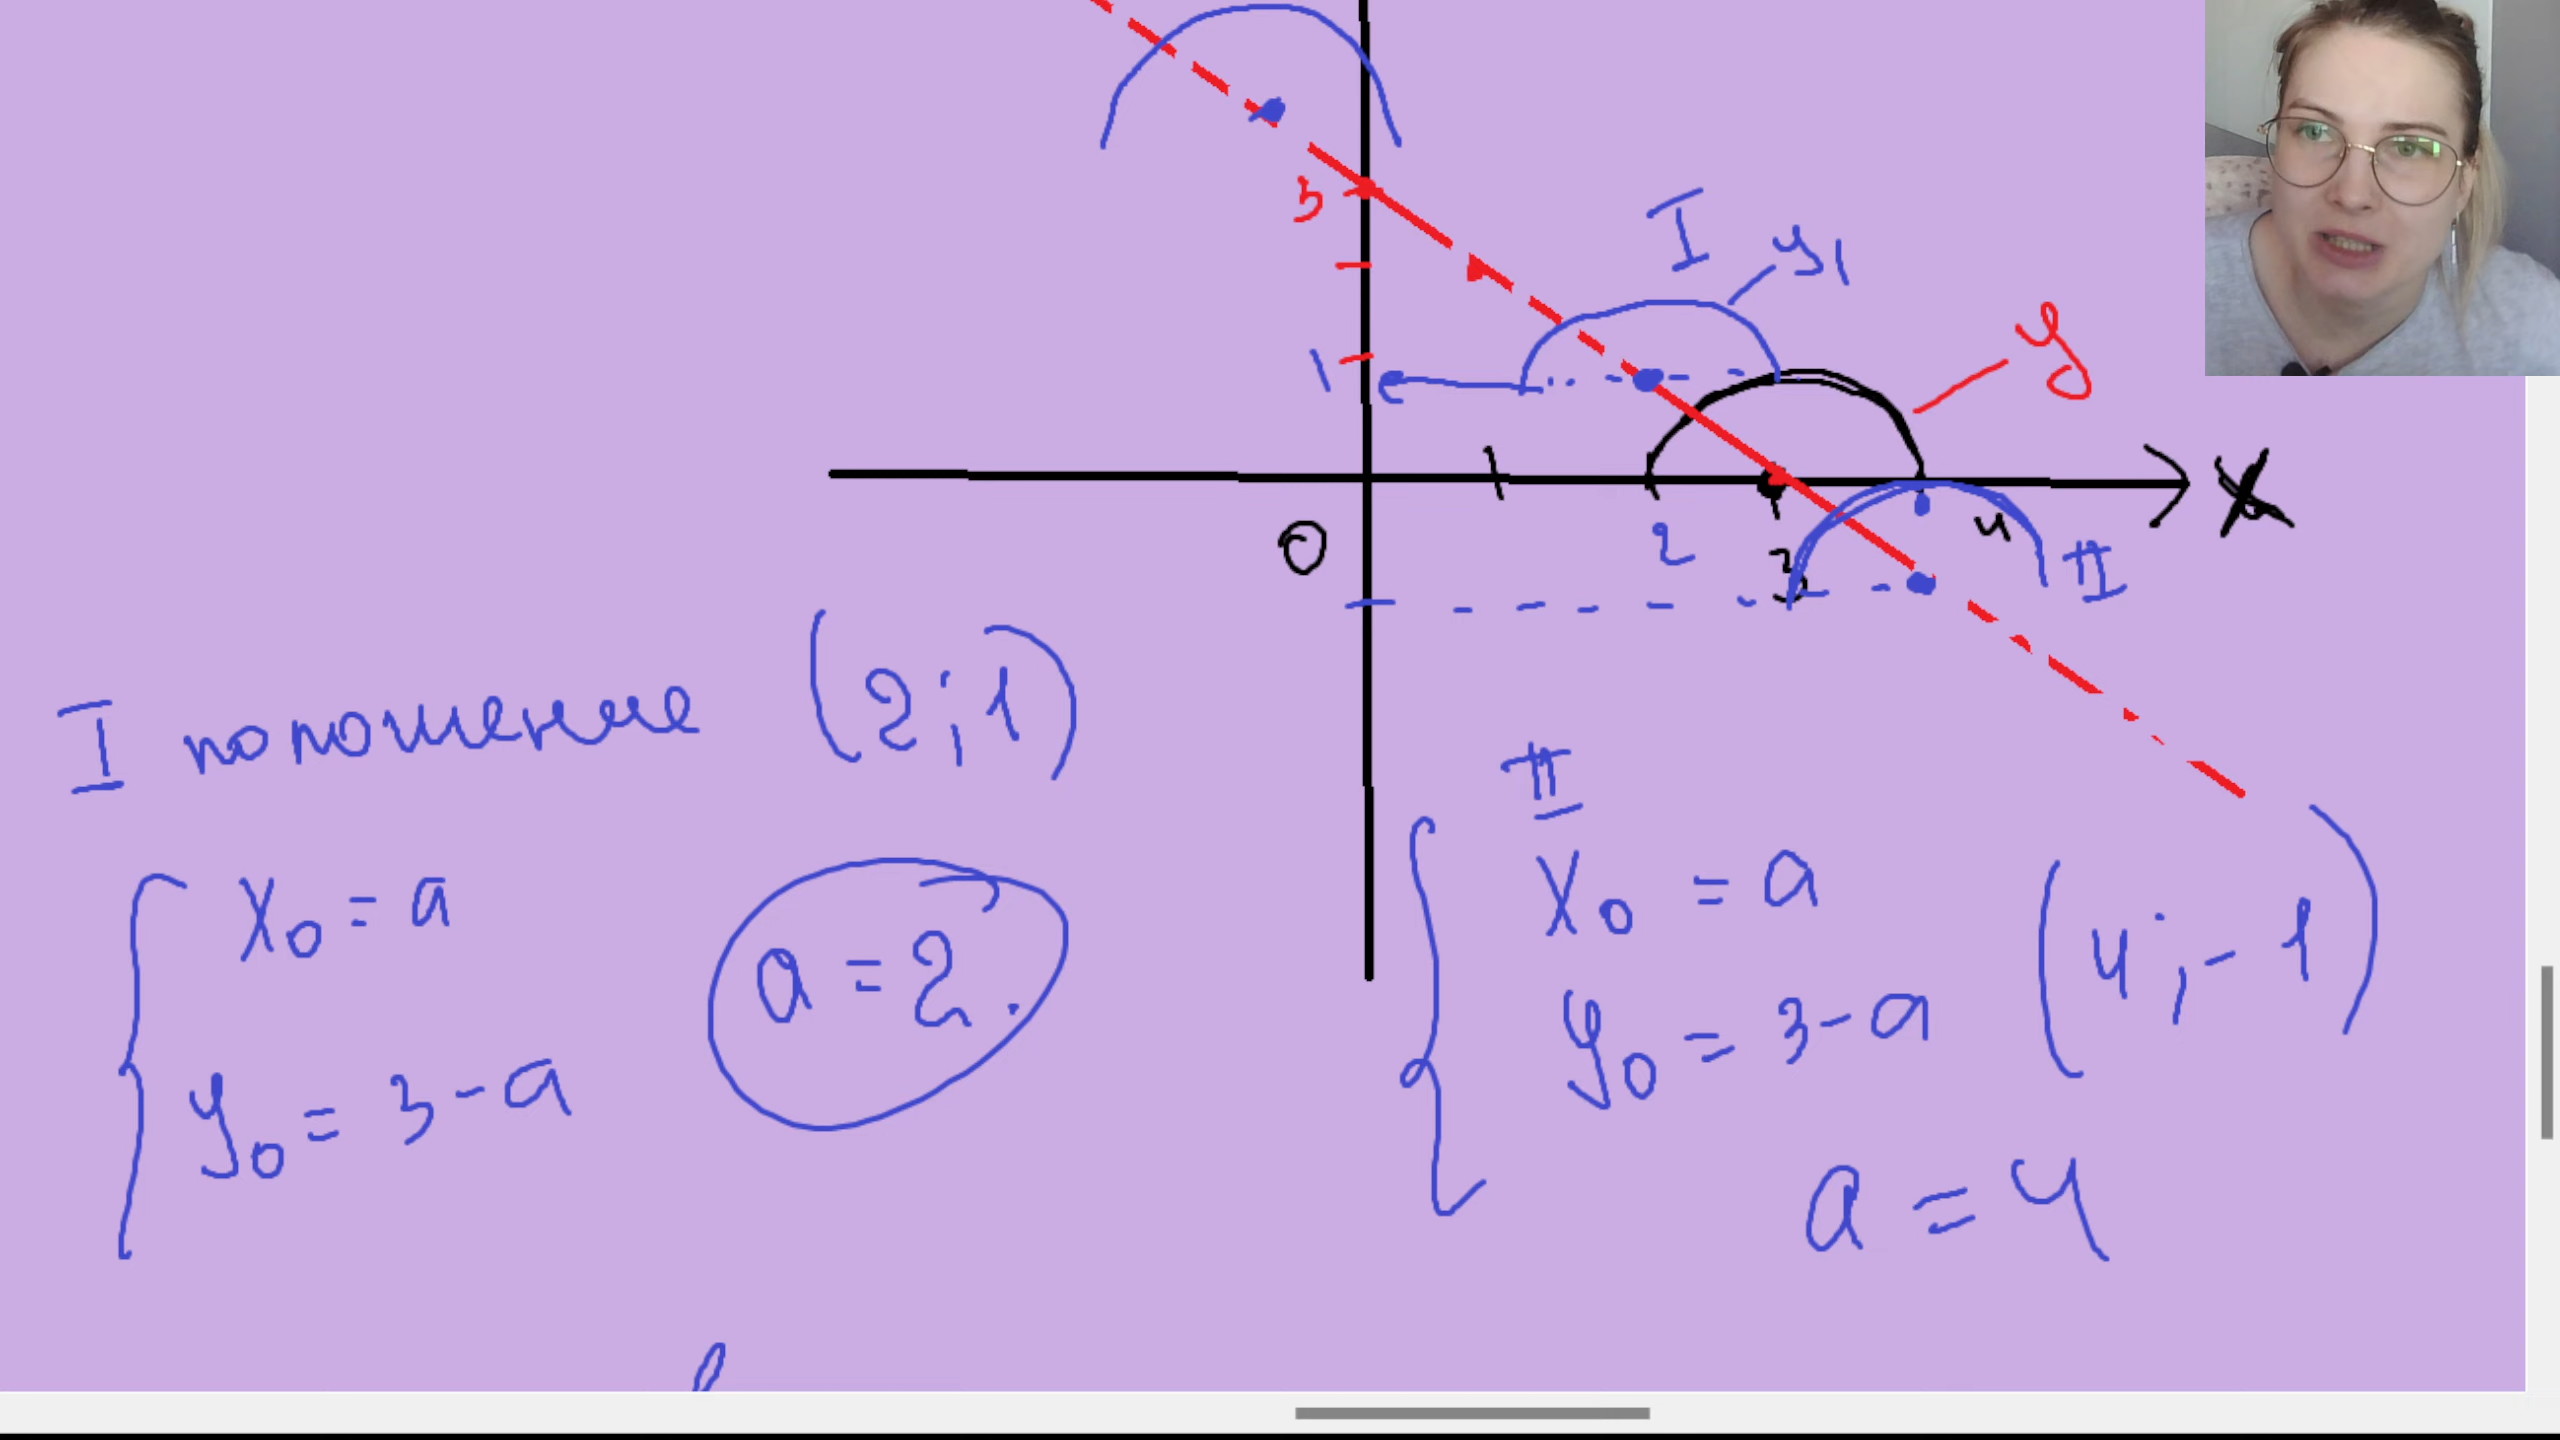 3
I
y1
1
y
0
2
3
4
X
II
I положение (2;1)
x0 = a
y0 = 3-a
a = 2.
II
x0 = a
y0 = 3-a
(4;-1)
a = 4